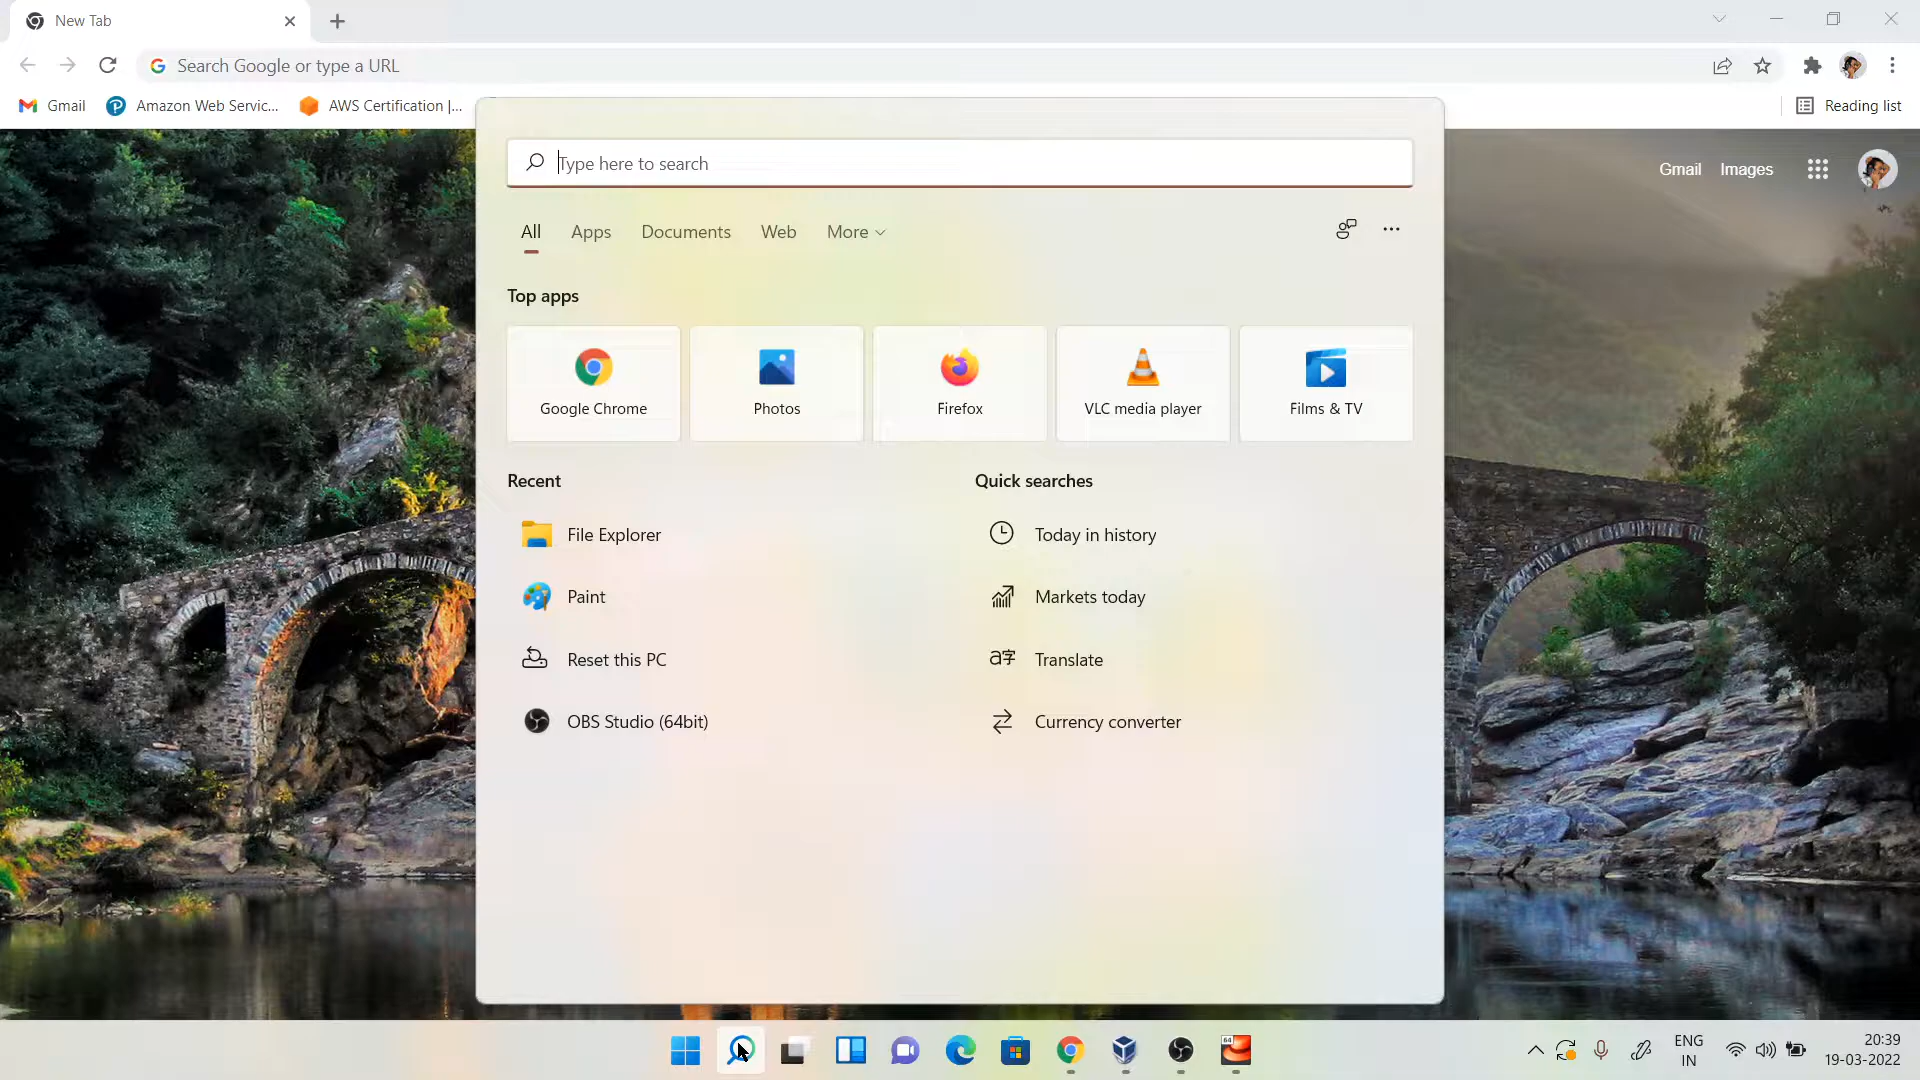 New Tab
Search Google or type a URL
Gmail
Amazon Web Servic...
AWS Certification |...
Reading list
Gmail
Images
Type here to search
All
Apps
Documents
Web
More
Top apps
Google Chrome
Photos
Firefox
VLC media player
Films & TV
Recent
Quick searches
File Explorer
Today in history
Paint
Markets today
Reset this PC
Translate
OBS Studio (64bit)
Currency converter
64
ENG
IN
20:39
19-03-2022